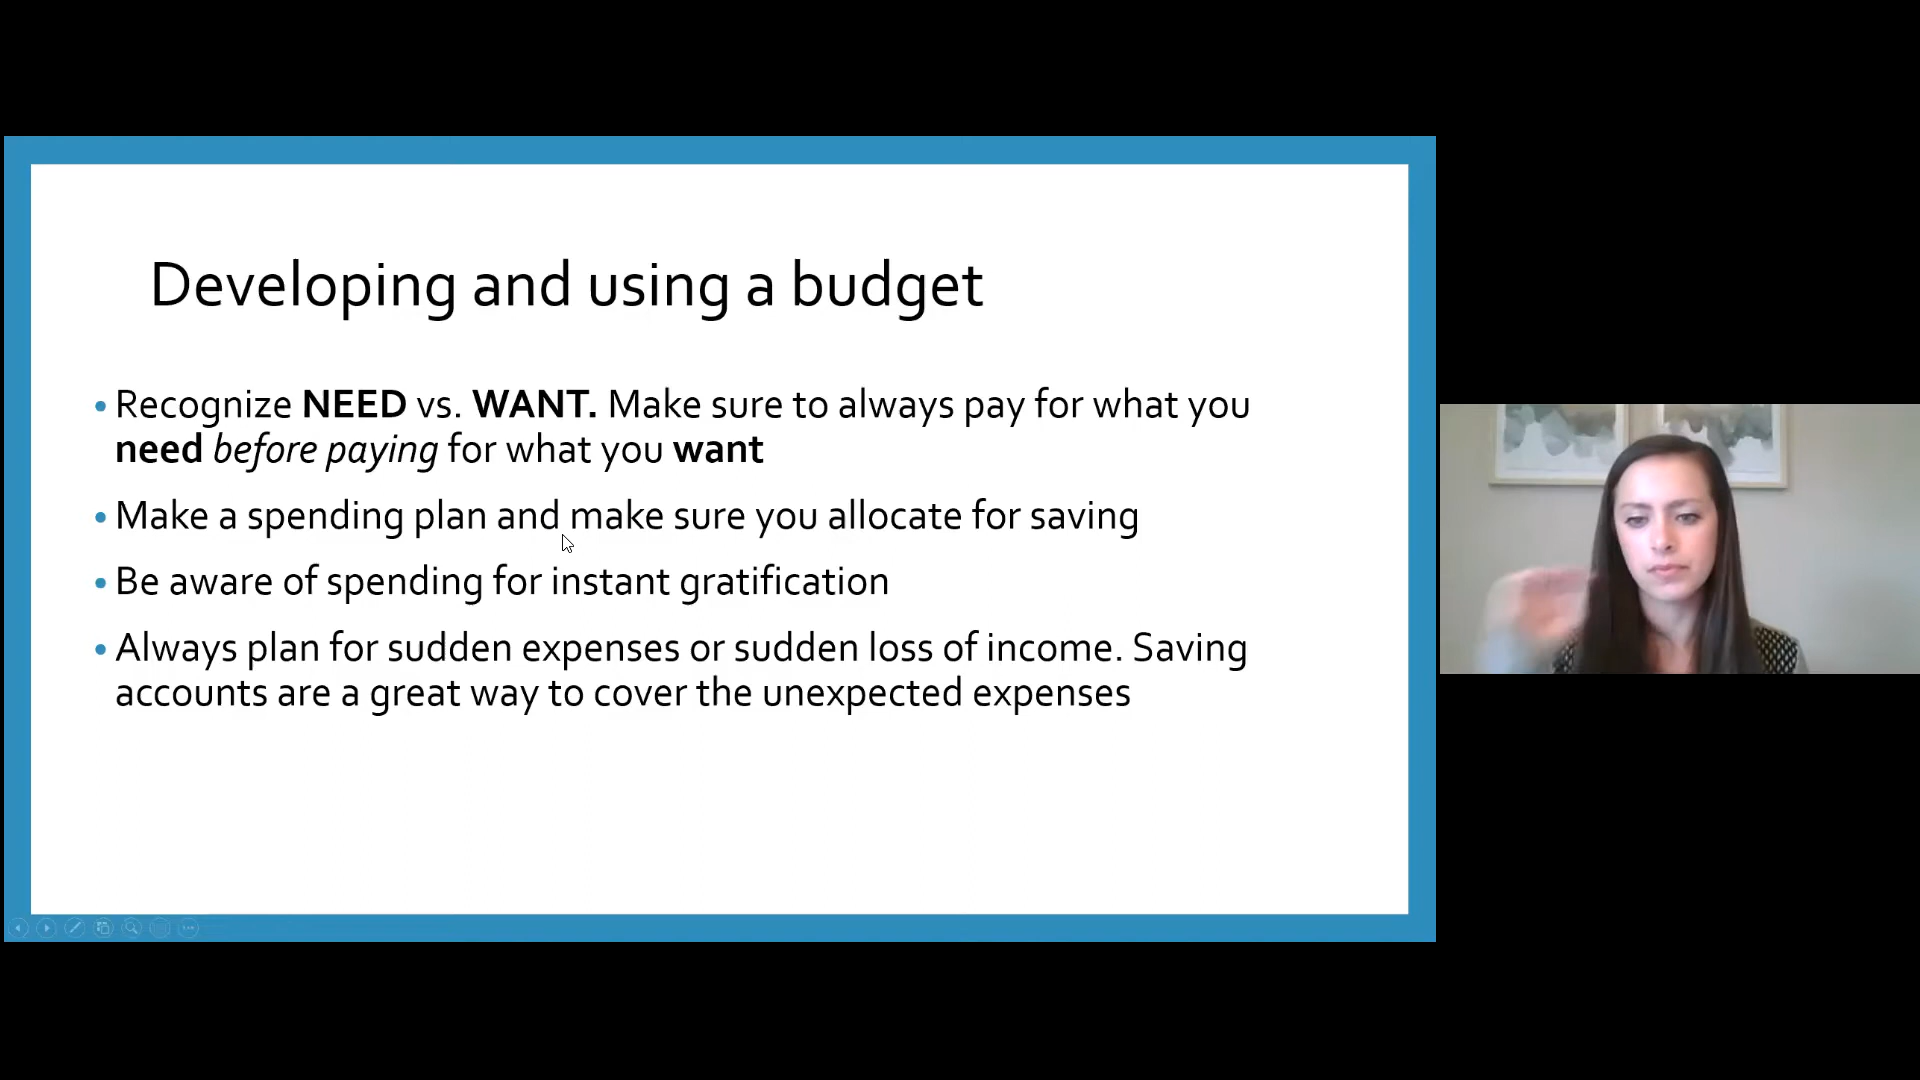 Developing and using a budget
• Recognize NEED vs. WANT. Make sure to always pay for what you
need before paying for what you want
• Make a spending plan and make sure you allocate for saving
• Be aware of spending for instant gratification
• Always plan for sudden expenses or sudden loss of income. Saving
accounts are a great way to cover the unexpected expenses